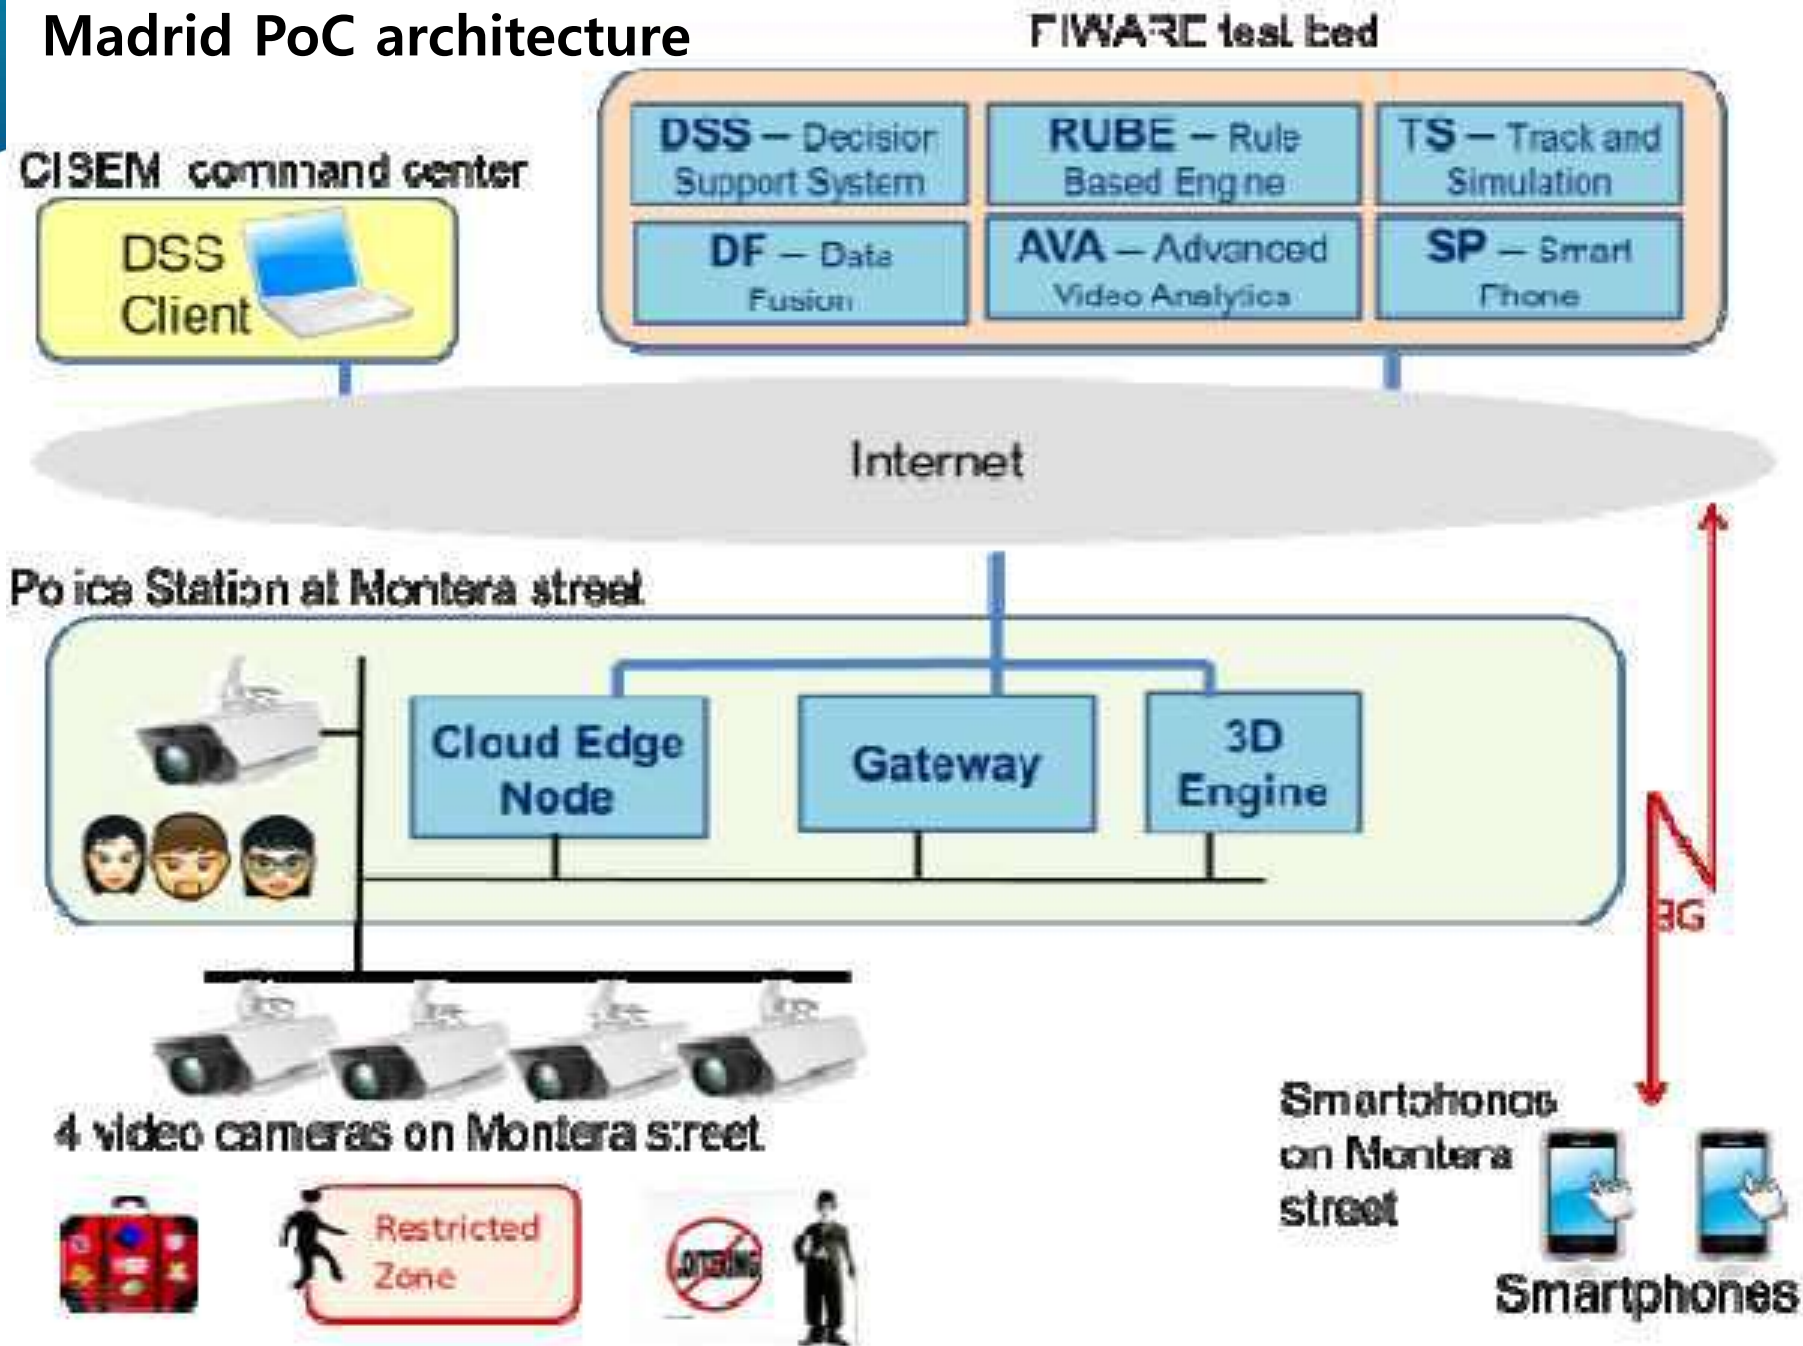 Madrid PoC architecture
FIWARE test bed
DSS – Decision
Support System
RUBE – Rule
Based Engine
TS – Track and
Simulation
DF – Data
Fusion
AVA – Advanced
Video Analytics
SP – Smart
Phone
CISEM command center
DSS
Client
Internet
Police Station at Montera street
Cloud Edge
Node
Gateway
3D
Engine
3G
4 video cameras on Montera street
Restricted
Zone
LOITERING
Smartphones
on Montera
street
Smartphones